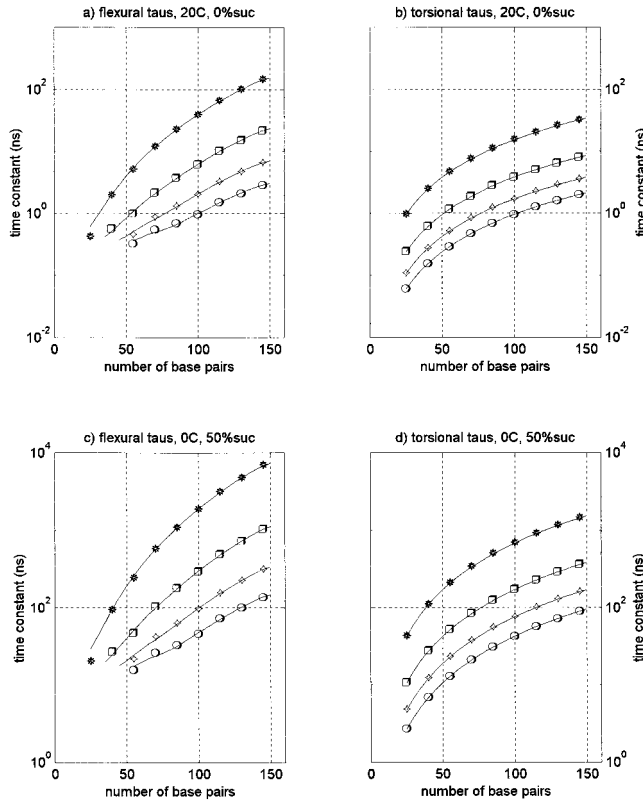 a) flexural taus, 20C, 0%suc
b) torsional taus, 20C, 0%suc
time constant (ns)
10^2
10^0
10^-2
0
50
100
150
number of base pairs
10^2
10^0
10^-2
time constant (ns)
0
50
100
150
number of base pairs
c) flexural taus, 0C, 50%suc
d) torsional taus, 0C, 50%suc
time constant (ns)
10^4
10^2
10^0
0
50
100
150
number of base pairs
10^4
10^2
10^0
time constant (ns)
0
50
100
150
number of base pairs